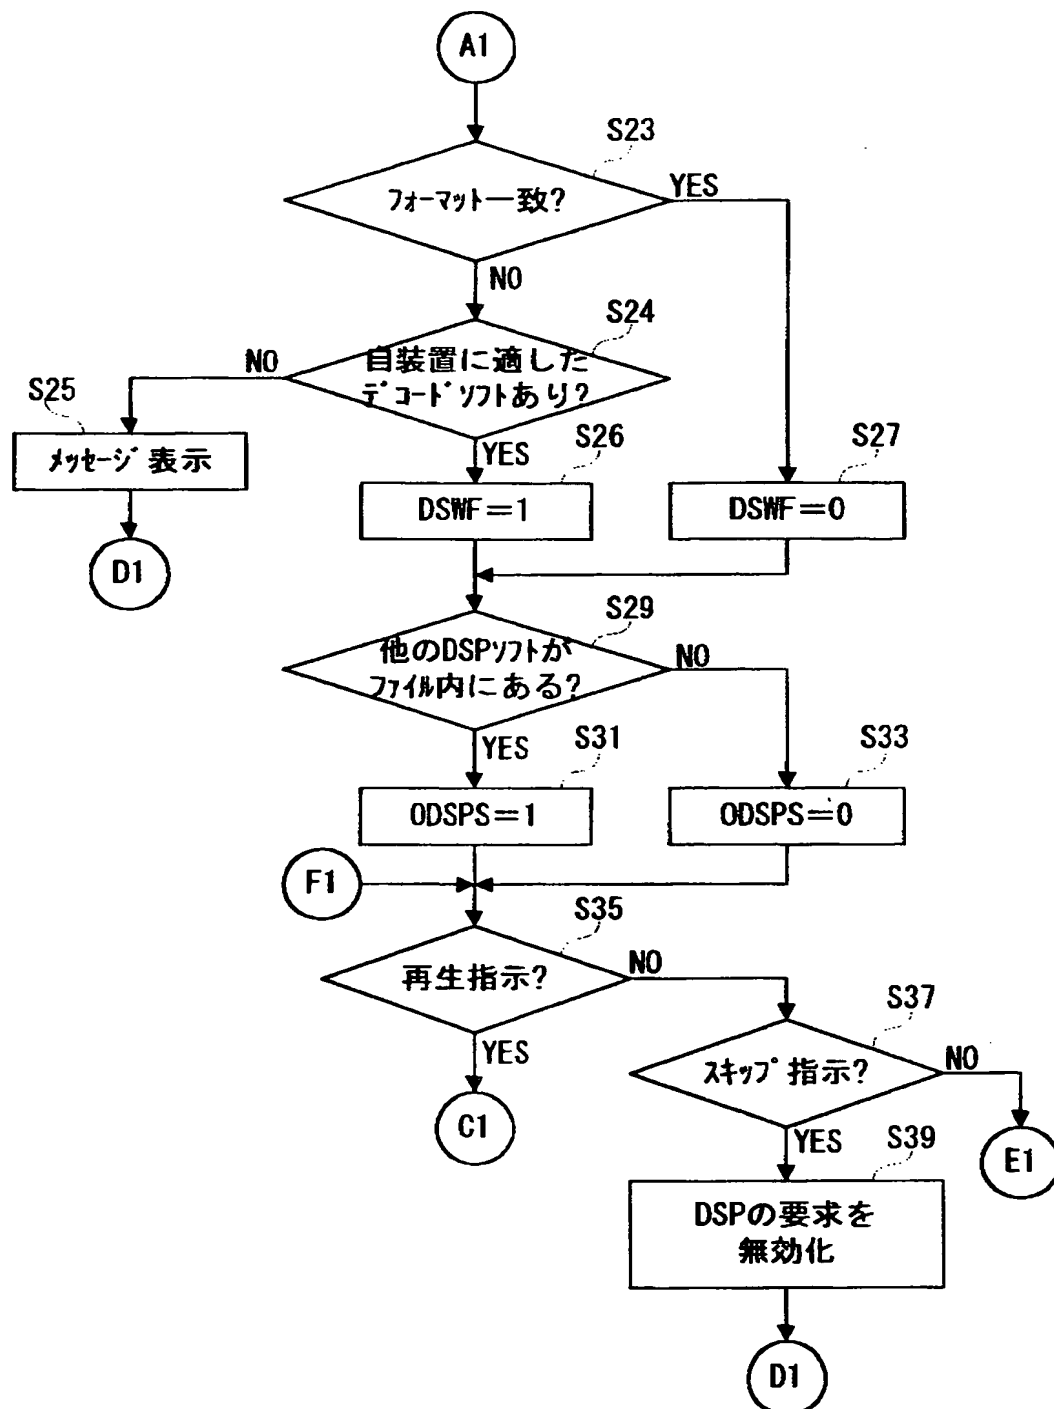 A1
S23
ﾌｫｰﾏｯﾄ一致?
YES
NO
S24
自装置に適した
ﾃﾞｺｰﾄﾞｿﾌﾄあり?
NO
S25
ﾒｯｾｰｼﾞ表示
YES
S26
S27
DSWF＝1
DSWF＝0
D1
S29
他のDSPｿﾌﾄが
ﾌｧｲﾙ内にある?
NO
YES
S31
S33
ODSPS＝1
ODSPS＝0
F1
S35
再生指示?
NO
S37
YES
ｽｷｯﾌﾟ指示?
NO
C1
YES
S39
E1
DSPの要求を
無効化
D1